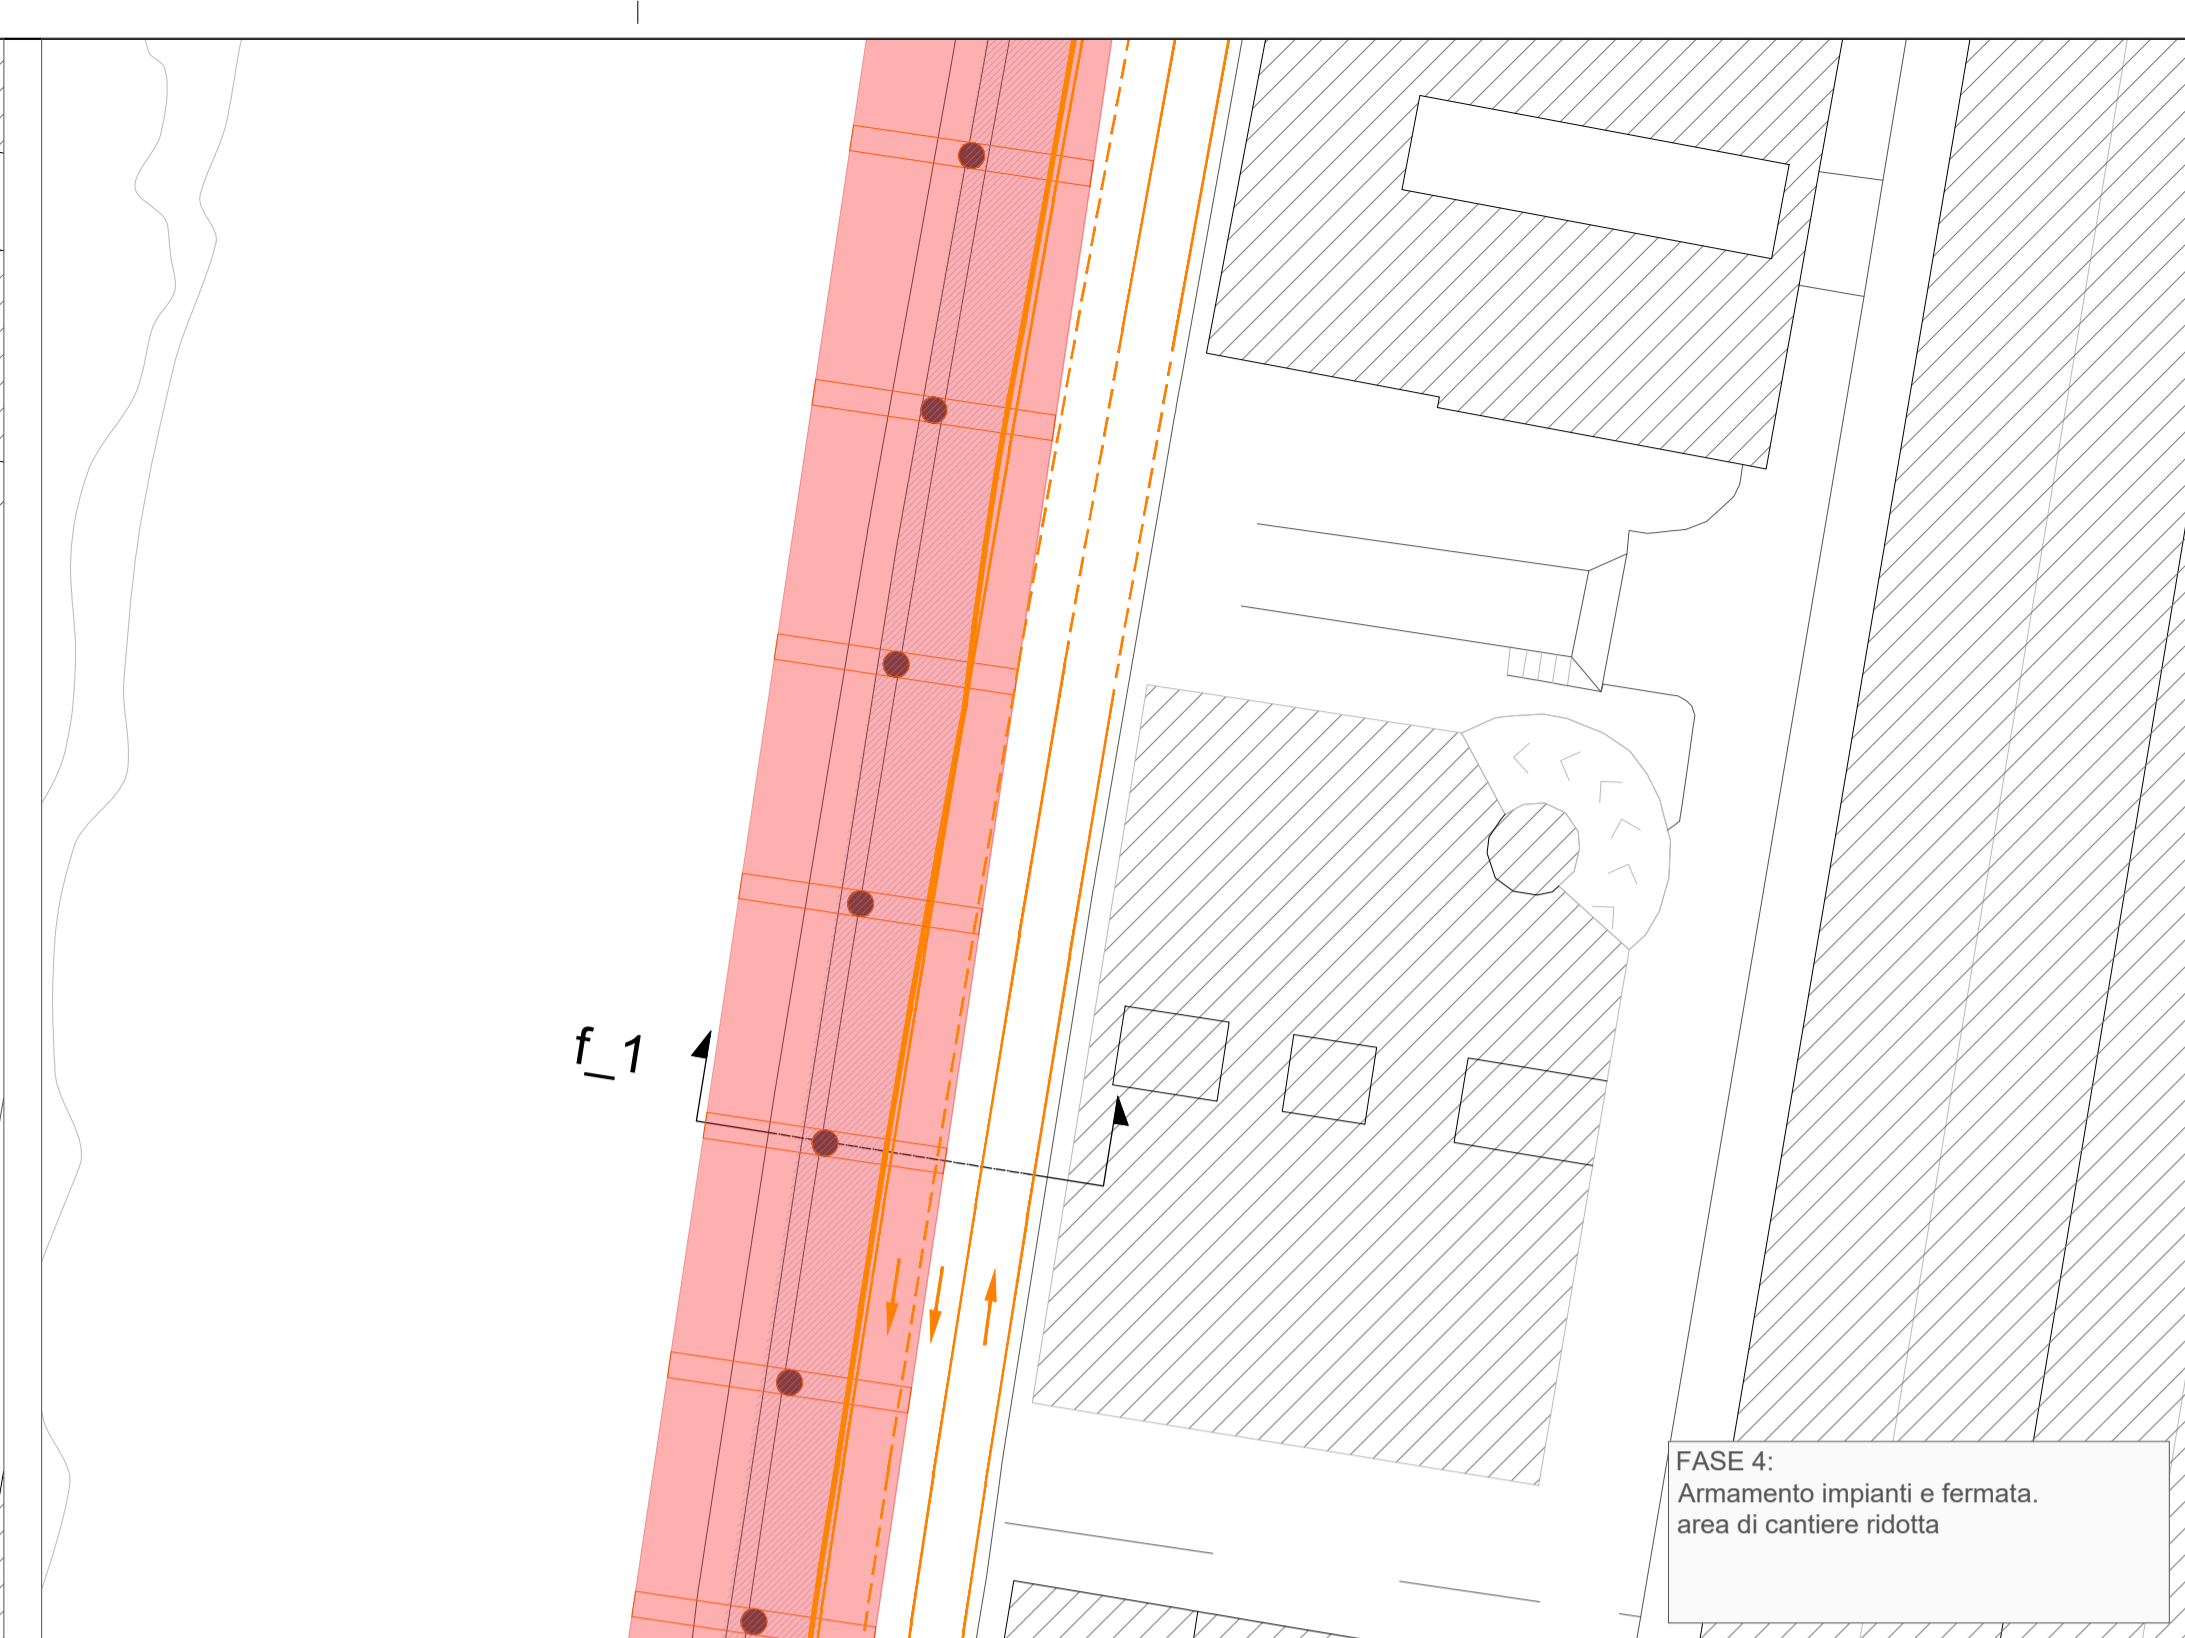 f_1
FASE 4:
Armamento impianti e fermata.
area di cantiere ridotta